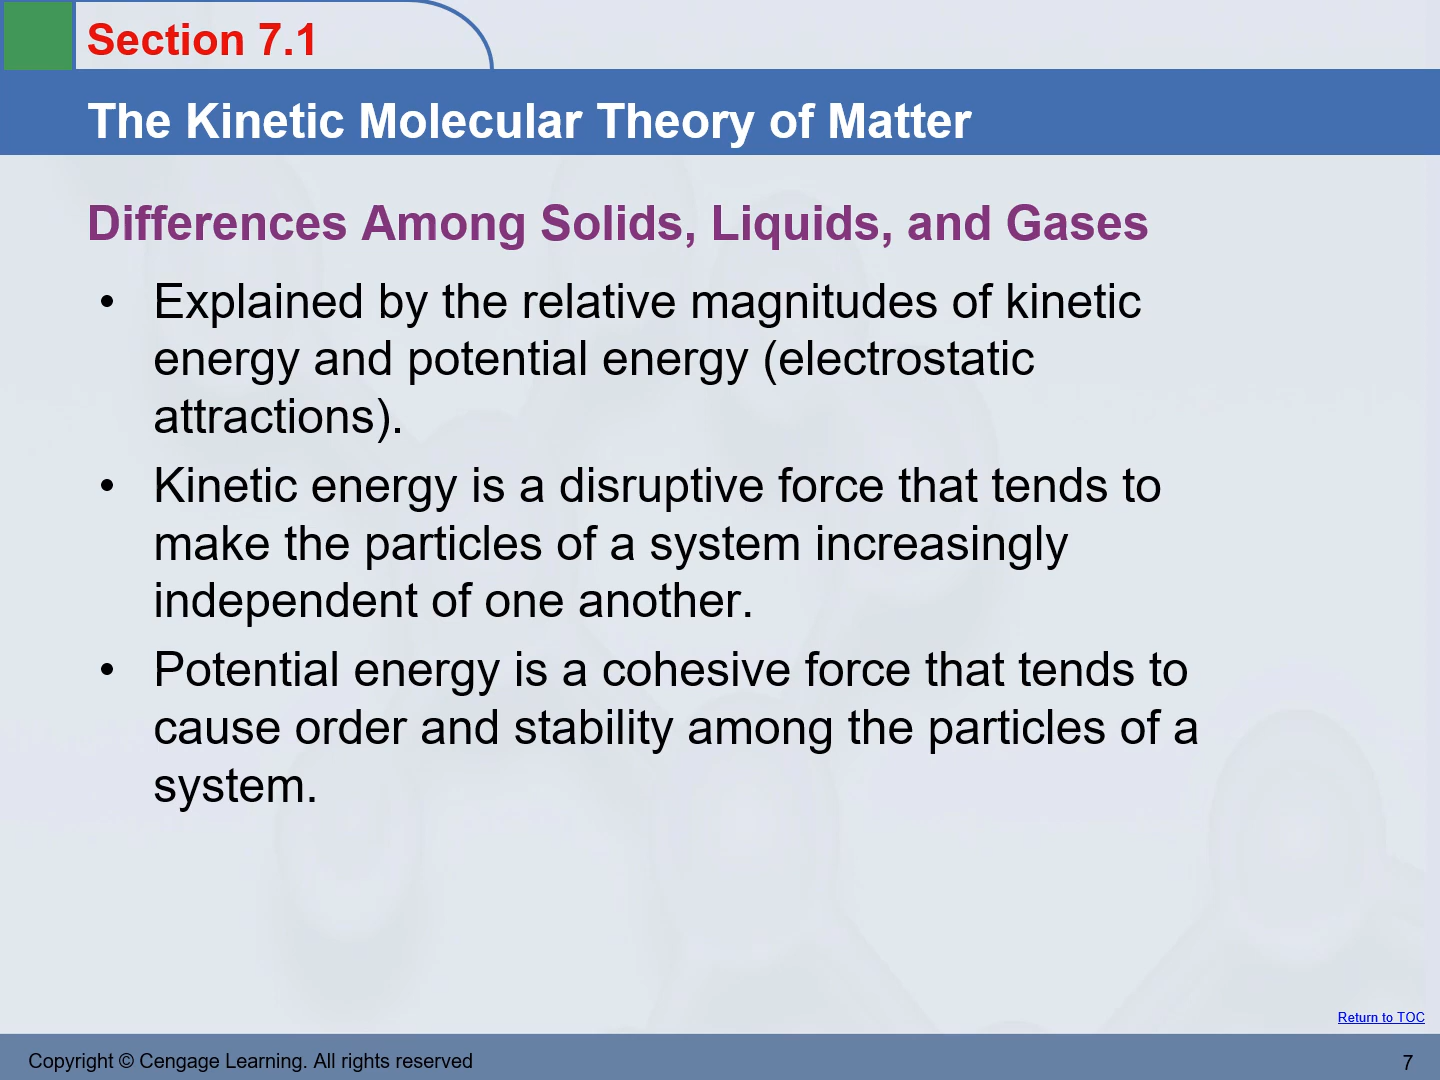 Section 7.1
The Kinetic Molecular Theory of Matter
Differences Among Solids, Liquids, and Gases
• Explained by the relative magnitudes of kinetic
energy and potential energy (electrostatic
attractions).
• Kinetic energy is a disruptive force that tends to
make the particles of a system increasingly
independent of one another.
• Potential energy is a cohesive force that tends to
cause order and stability among the particles of a
system.
Return to TOC
Copyright © Cengage Learning. All rights reserved
7